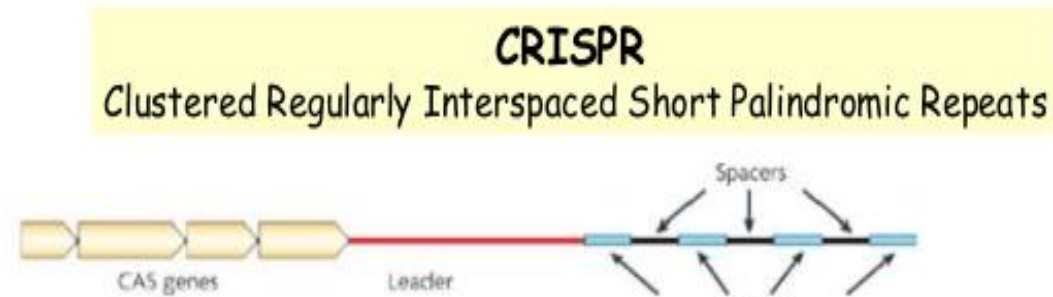 CRISPR
Clustered Regularly Interspaced Short Palindromic Repeats
Spacers
CAS genes
Leader